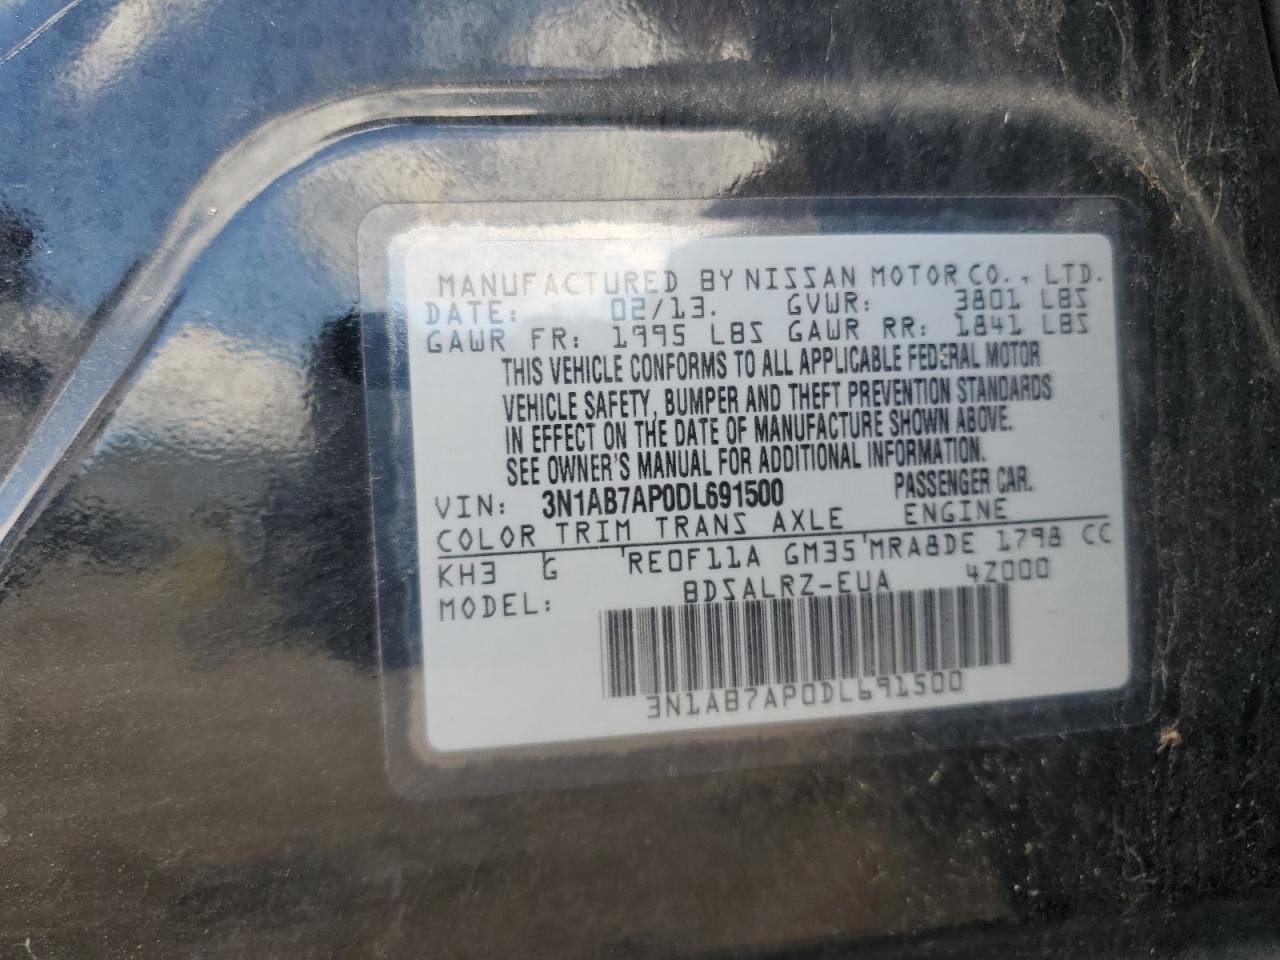 MANUFACTURED BY NISSAN MOTOR CO., LTD.
DATE: 02/13. GVWR: 3801 LBS
GAWR FR: 1995 LBS GAWR RR: 1841 LBS
THIS VEHICLE CONFORMS TO ALL APPLICABLE FEDERAL MOTOR
VEHICLE SAFETY, BUMPER AND THEFT PREVENTION STANDARDS
IN EFFECT ON THE DATE OF MANUFACTURE SHOWN ABOVE.
SEE OWNER'S MANUAL FOR ADDITIONAL INFORMATION.
VIN: 3N1AB7AP0DL691500 PASSENGER CAR.
COLOR TRIM TRANS AXLE ENGINE
KH3 G RE0F11A GM35 MRA8DE 1798 CC
MODEL: BDSALRZ-EUA 4Z000
3N1AB7AP0DL691500